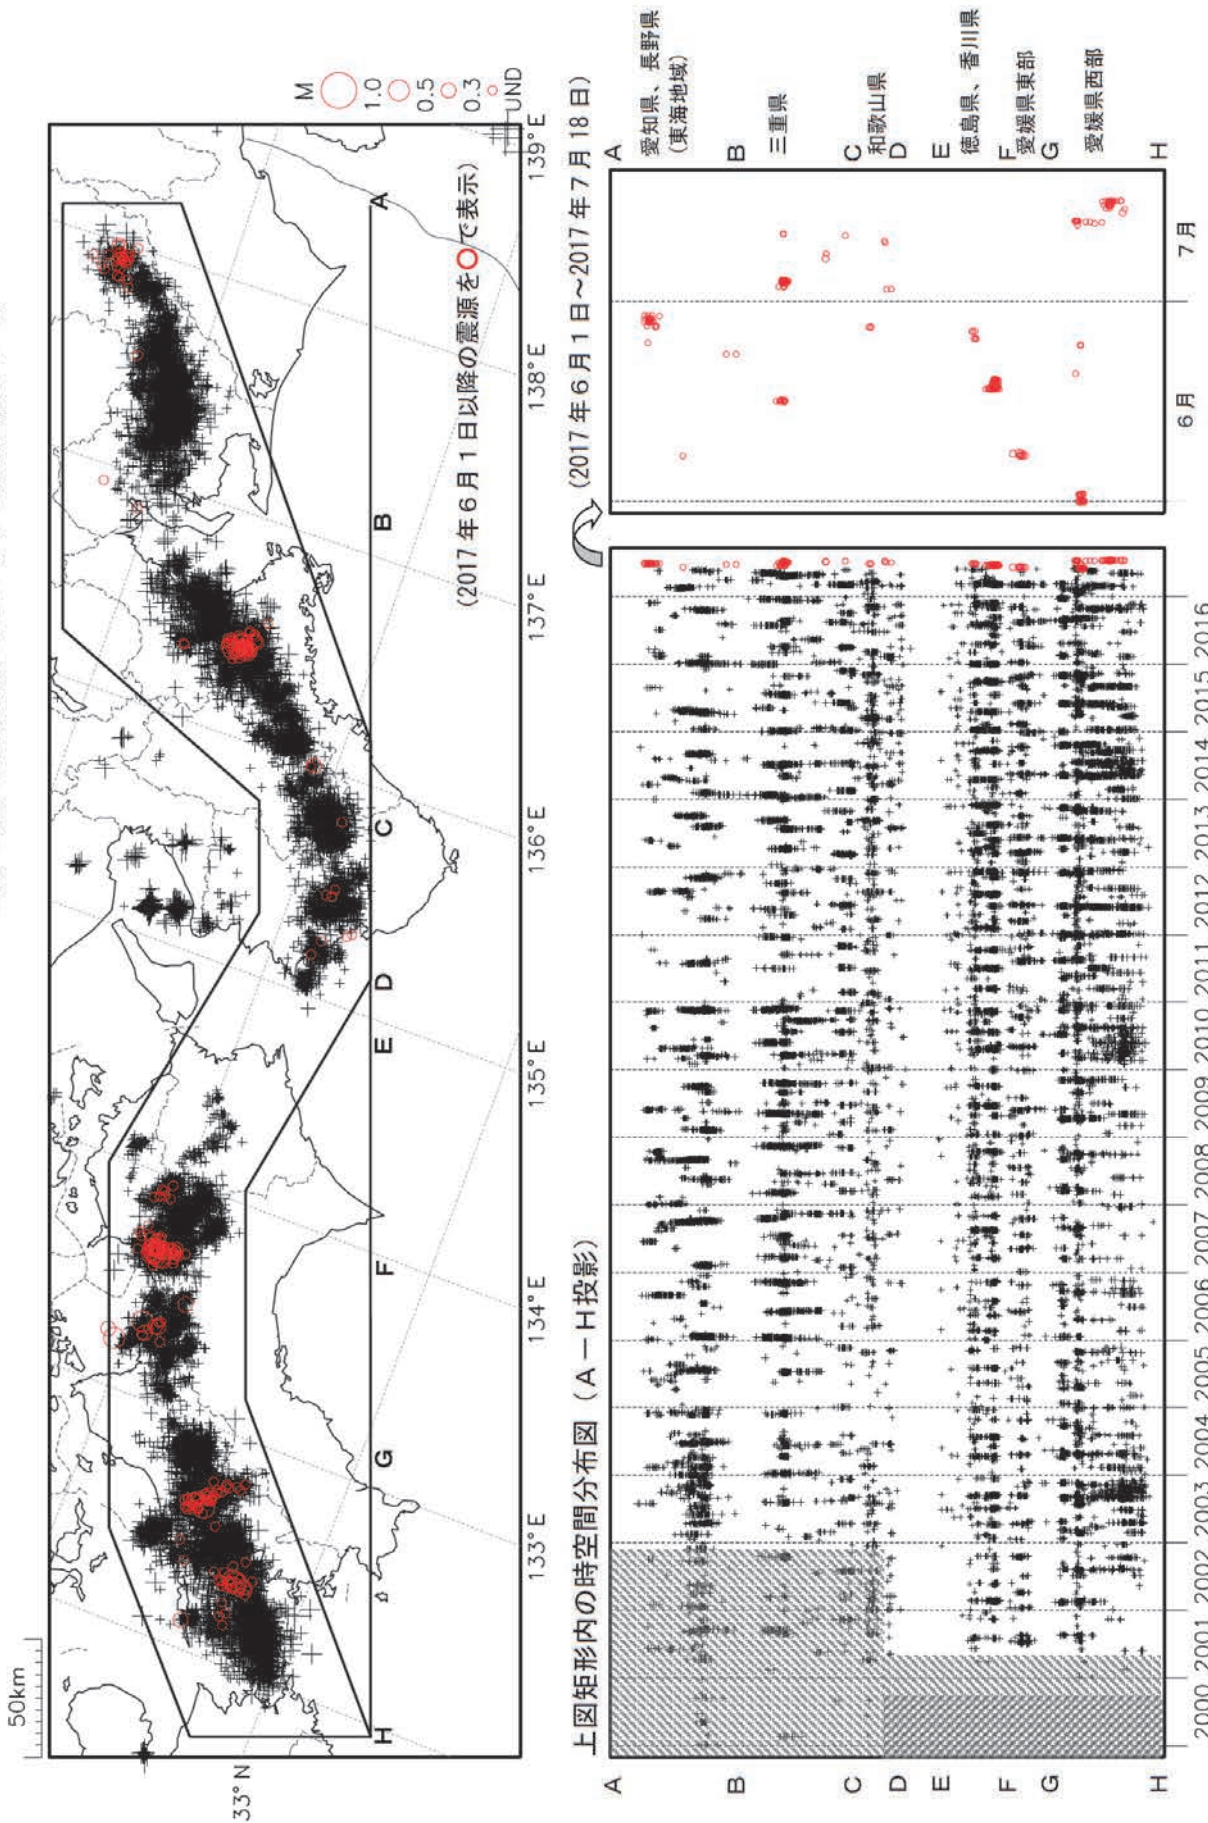 50km
33° N
133° E
134° E
135° E
136° E
137° E
138° E
139° E
H
G
F
E
D
C
B
A
M
1.0
0.5
0.3
UND
(2017年6月1日以降の震源を○で表示)
上図矩形内の時空間分布図(A-H投影)
(2017年6月1日~2017年7月18日)
A
B
C
D
E
F
G
H
2000
2001
2002
2003
2004
2005
2006
2007
2008
2009
2010
2011
2012
2013
2014
2015
2016
6月
7月
A
愛知県、長野県
(東海地域)
B
三重県
C
和歌山県
D
E
徳島県、香川県
F
愛媛県東部
G
愛媛県西部
H